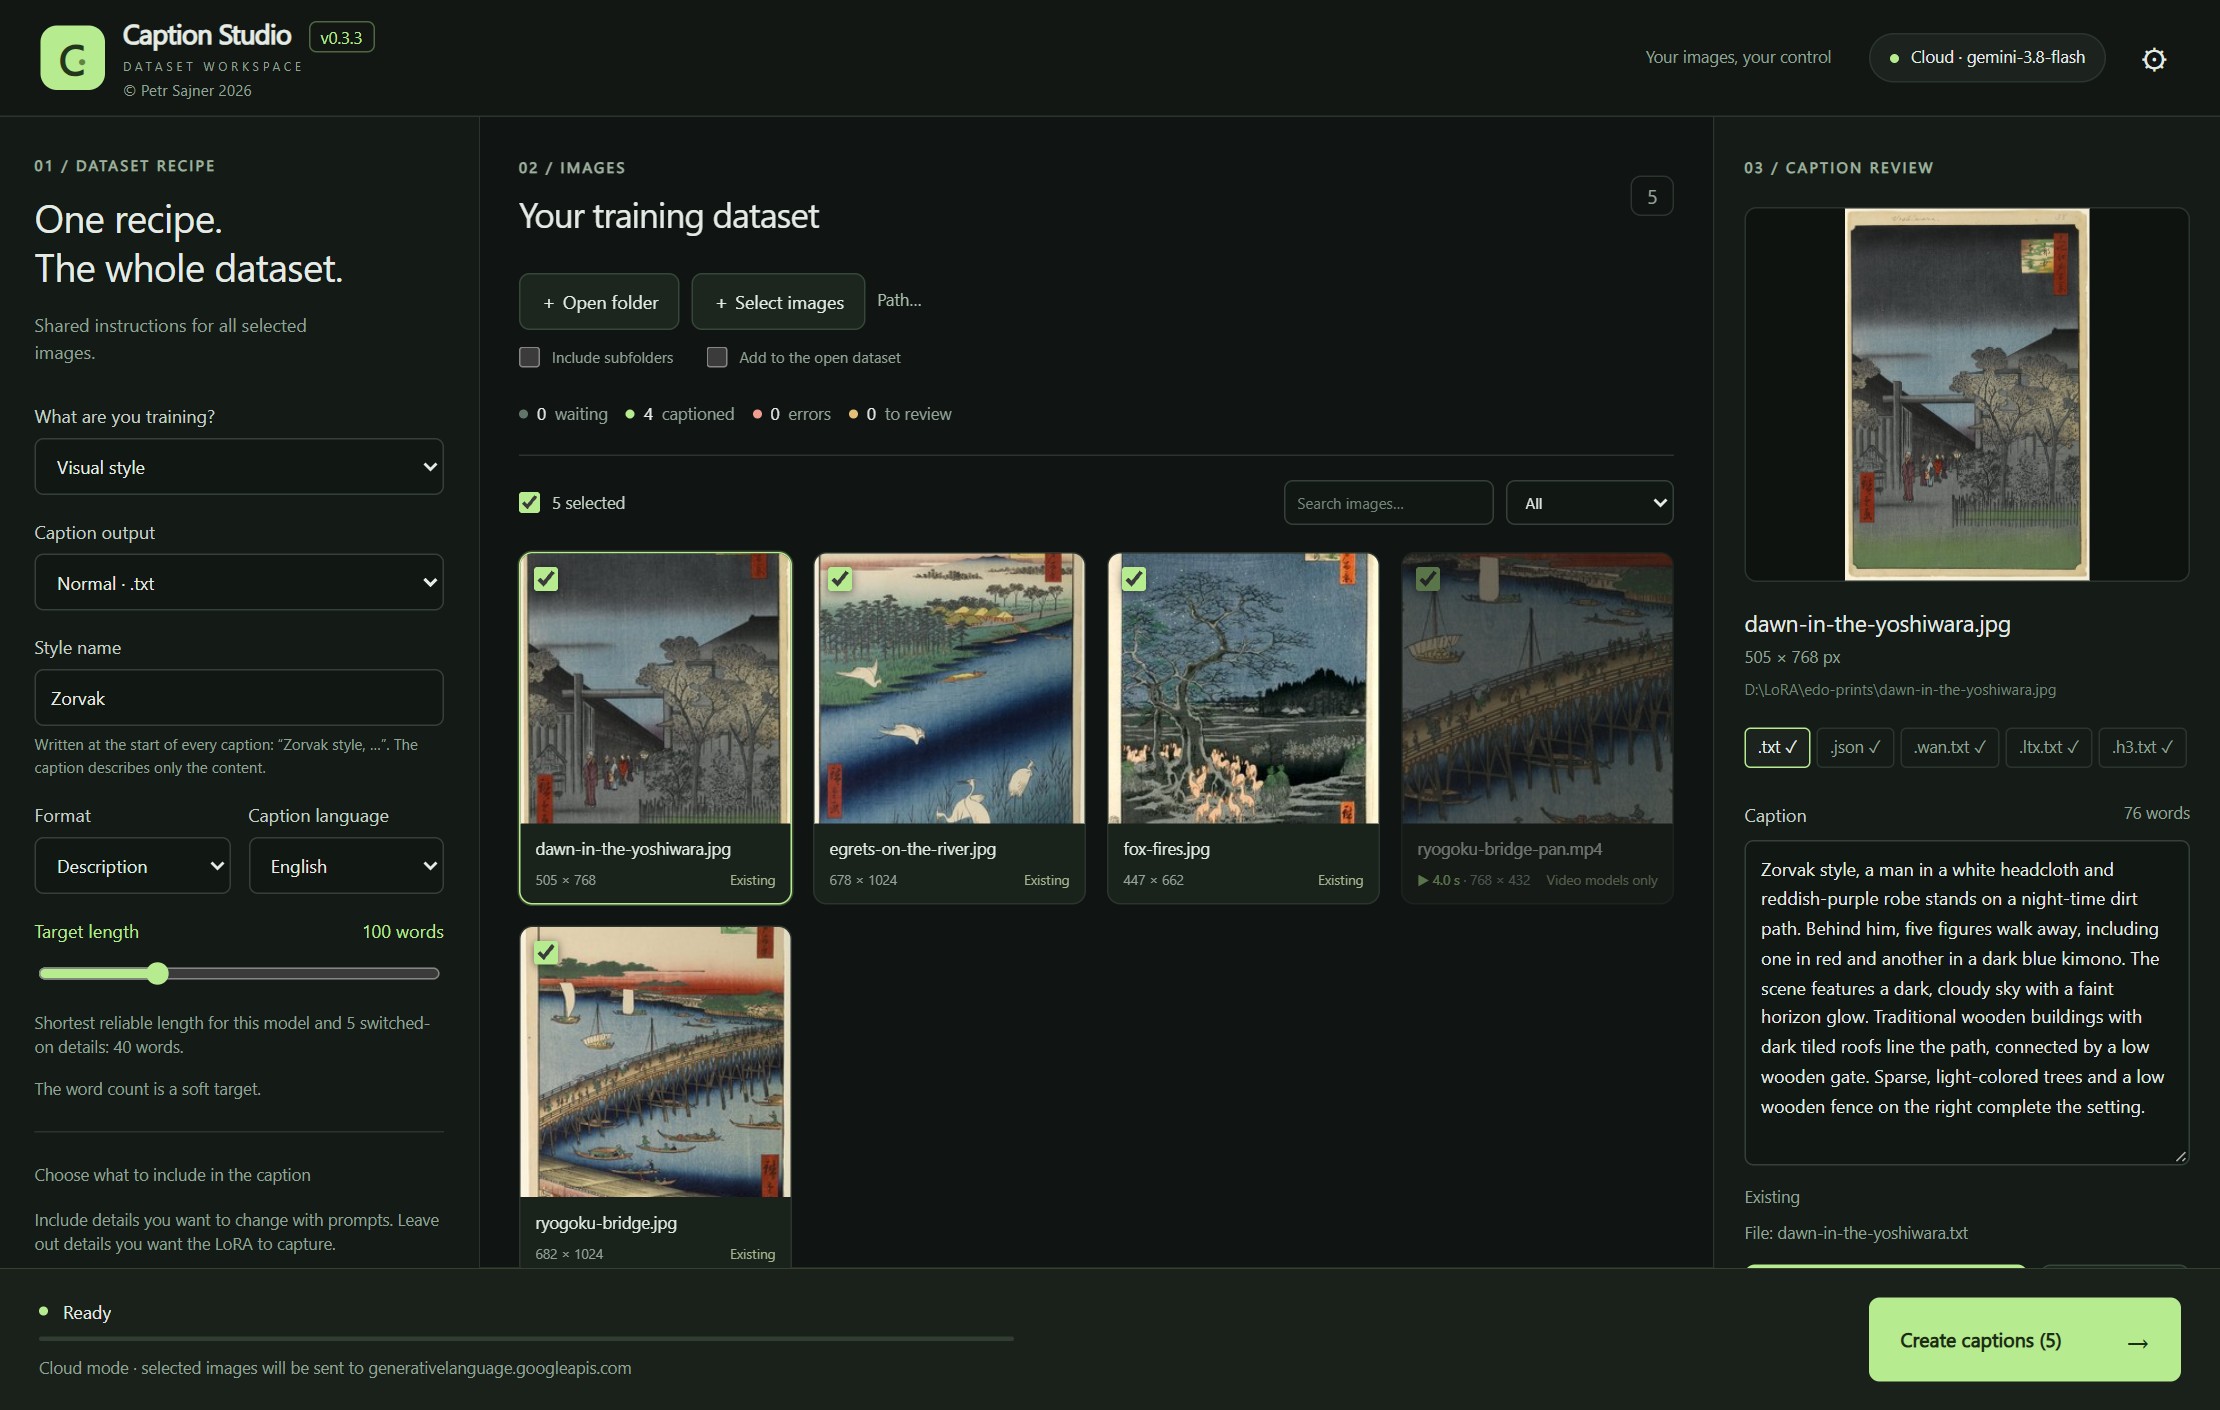 C
Caption Studio v0.3.3
DATASET WORKSPACE
© Petr Sajner 2026
Your images, your control
Cloud · gemini-3.8-flash
01 / DATASET RECIPE
One recipe.
The whole dataset.
Shared instructions for all selected
images.
What are you training?
Visual style
Caption output
Normal · .txt
Style name
Zorvak
Written at the start of every caption: “Zorvak style, ...”. The
caption describes only the content.
Format Caption language
Description English
Target length 100 words
Shortest reliable length for this model and 5 switched-
on details: 40 words.
The word count is a soft target.
Choose what to include in the caption
Include details you want to change with prompts. Leave
out details you want the LoRA to capture.
02 / IMAGES
Your training dataset
5
+ Open folder + Select images Path...
Include subfolders Add to the open dataset
0 waiting 4 captioned 0 errors 0 to review
5 selected
Search images... All
dawn-in-the-yoshiwara.jpg
505 × 768 Existing
egrets-on-the-river.jpg
678 × 1024 Existing
fox-fires.jpg
447 × 662 Existing
ryogoku-bridge-pan.mp4
▶ 4.0 s · 768 × 432 Video models only
ryogoku-bridge.jpg
682 × 1024 Existing
03 / CAPTION REVIEW
dawn-in-the-yoshiwara.jpg
505 × 768 px
D:\LoRA\edo-prints\dawn-in-the-yoshiwara.jpg
.txt ✓ .json ✓ .wan.txt ✓ .ltx.txt ✓ .h3.txt ✓
Caption 76 words
Zorvak style, a man in a white headcloth and
reddish-purple robe stands on a night-time dirt
path. Behind him, five figures walk away, including
one in red and another in a dark blue kimono. The
scene features a dark, cloudy sky with a faint
horizon glow. Traditional wooden buildings with
dark tiled roofs line the path, connected by a low
wooden gate. Sparse, light-colored trees and a low
wooden fence on the right complete the setting.
Existing
File: dawn-in-the-yoshiwara.txt
Ready
Cloud mode · selected images will be sent to generativelanguage.googleapis.com
Create captions (5) →